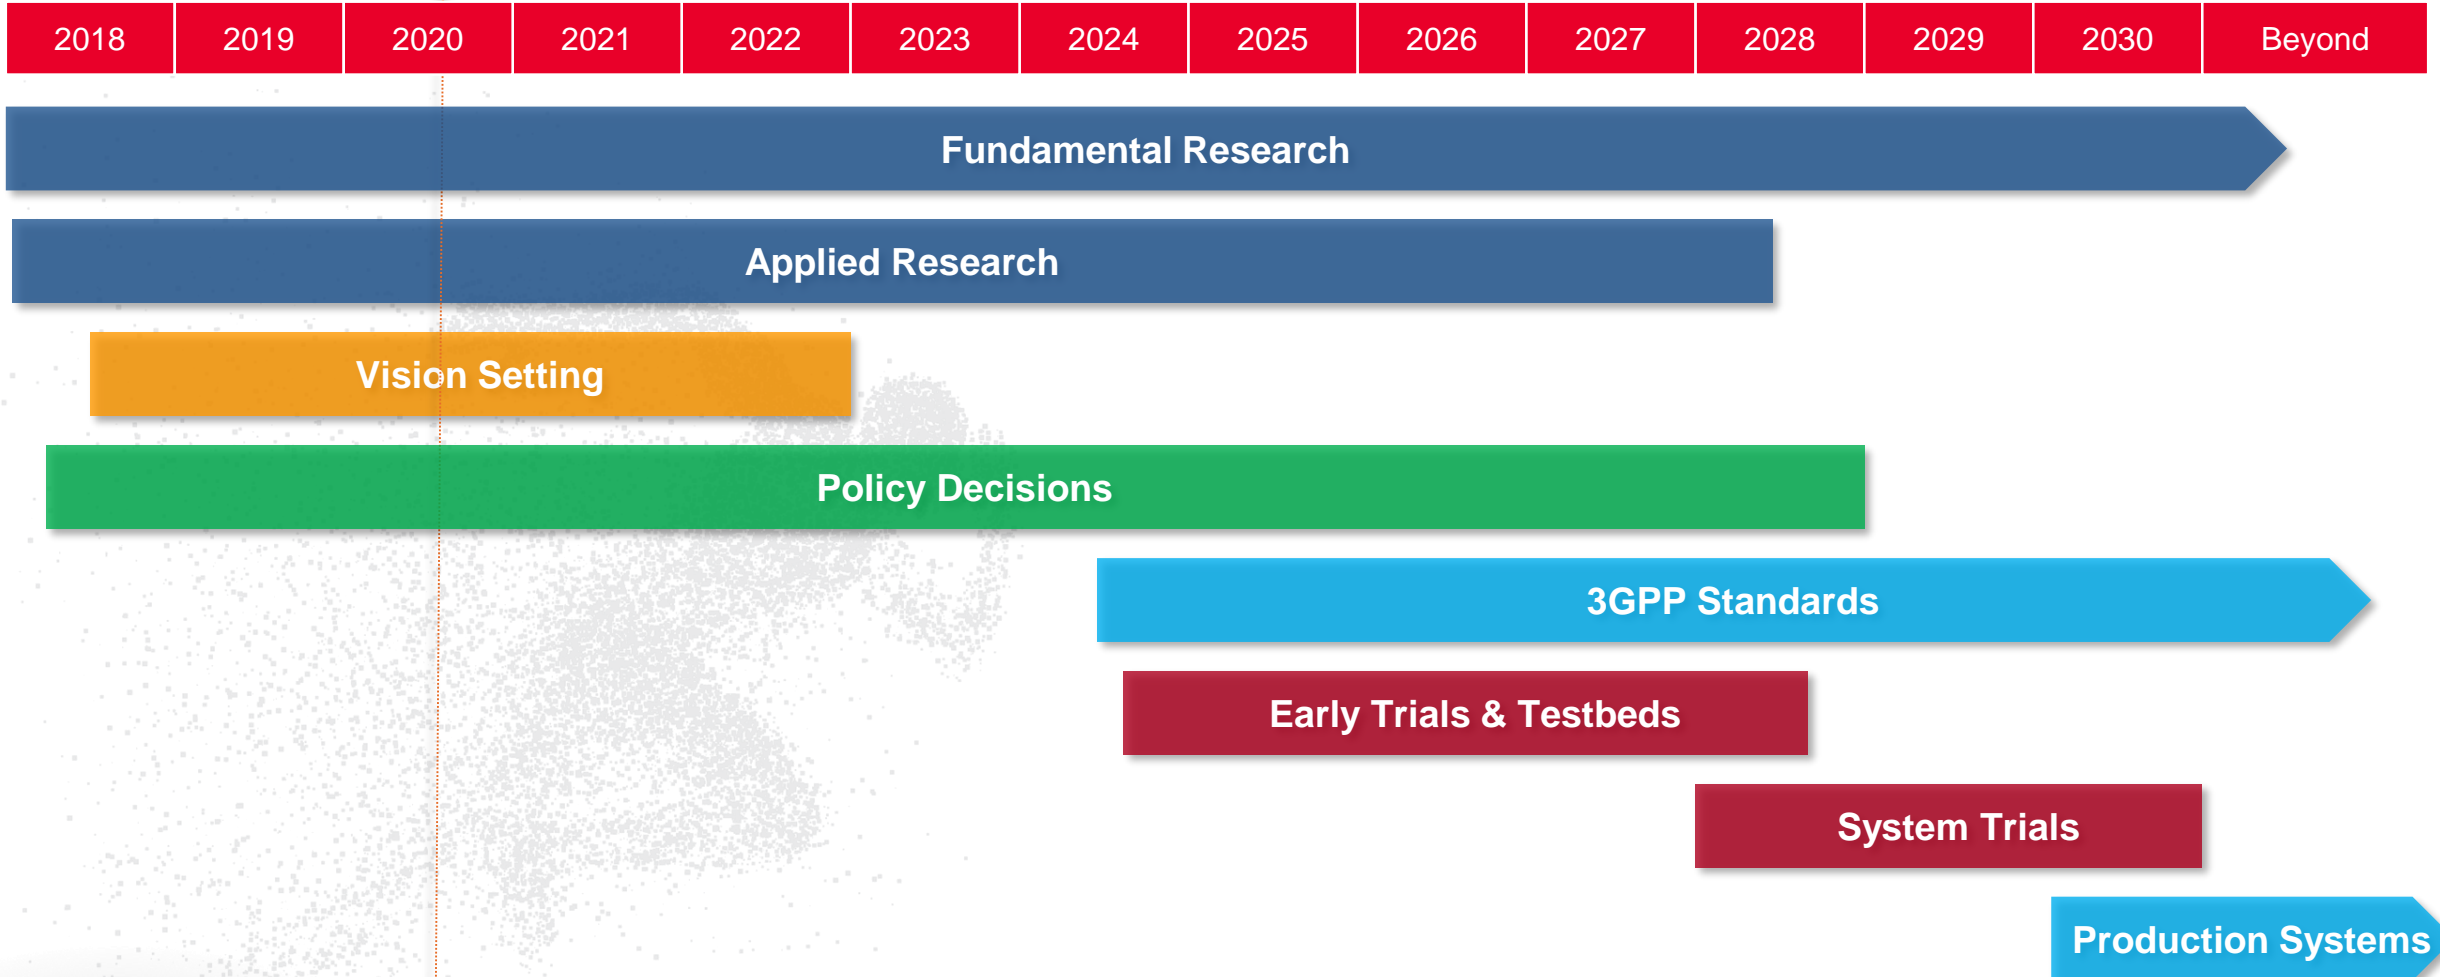 2018 2019 2020 2021 2022 2023 2024 2025 2026 2027 2028 2029 2030 Beyond
Fundamental Research
Applied Research
Vision Setting
Policy Decisions
3GPP Standards
Early Trials & Testbeds
System Trials
Production Systems